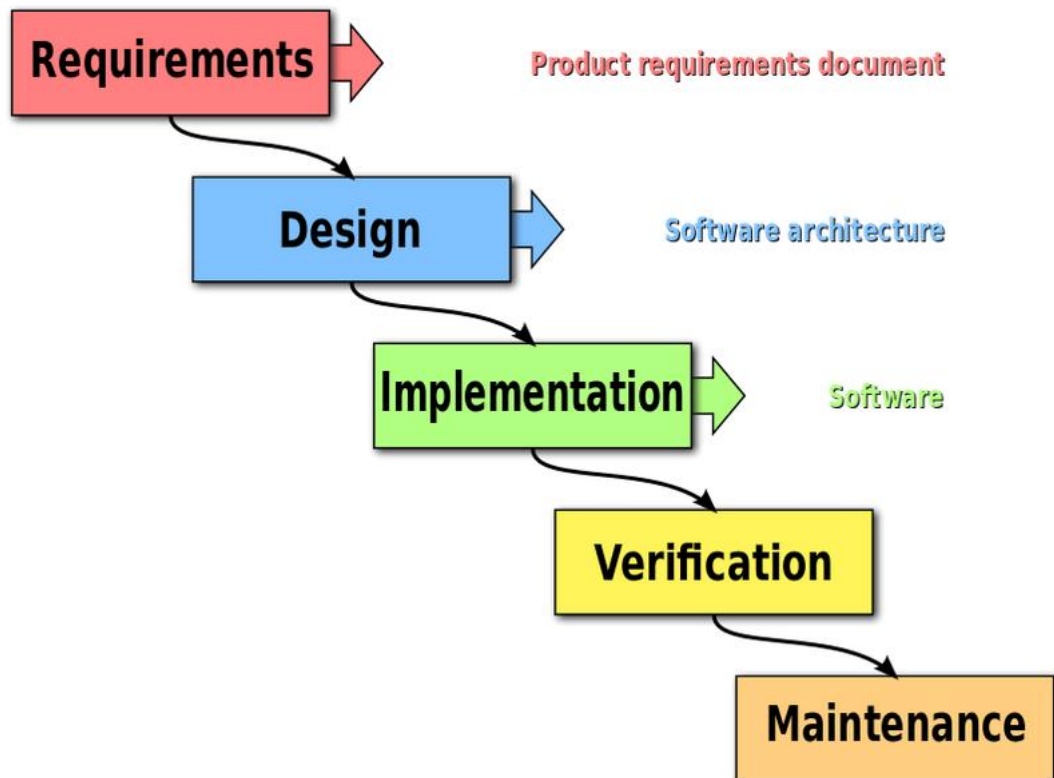 Requirements
Product requirements document
Design
Software architecture
Implementation
Software
Verification
Maintenance